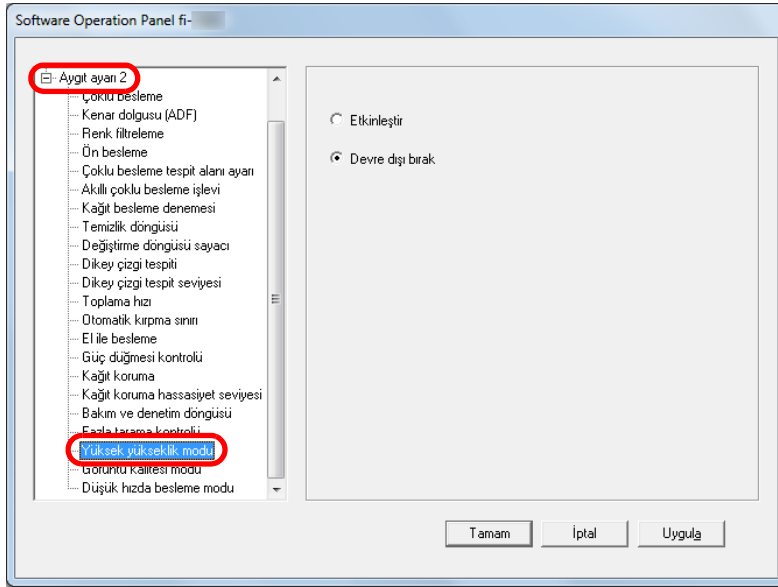 Software Operation Panel fi-
Aygıt ayarı 2
Çoklu besleme
Kenar dolgusu (ADF)
Renk filtreleme
Ön besleme
Çoklu besleme tespit alanı ayarı
Akıllı çoklu besleme işlevi
Kağıt besleme denemesi
Temizlik döngüsü
Değiştirme döngüsü sayacı
Dikey çizgi tespiti
Dikey çizgi tespit seviyesi
Toplama hızı
Otomatik kırpma sınırı
El ile besleme
Güç düğmesi kontrolü
Kağıt koruma
Kağıt koruma hassasiyet seviyesi
Bakım ve denetim döngüsü
Fazla tarama kontrolü
Yüksek yükseklik modu
Görüntü kalitesi modu
Düşük hızda besleme modu
Etkinleştir
Devre dışı bırak
Tamam
İptal
Uygula